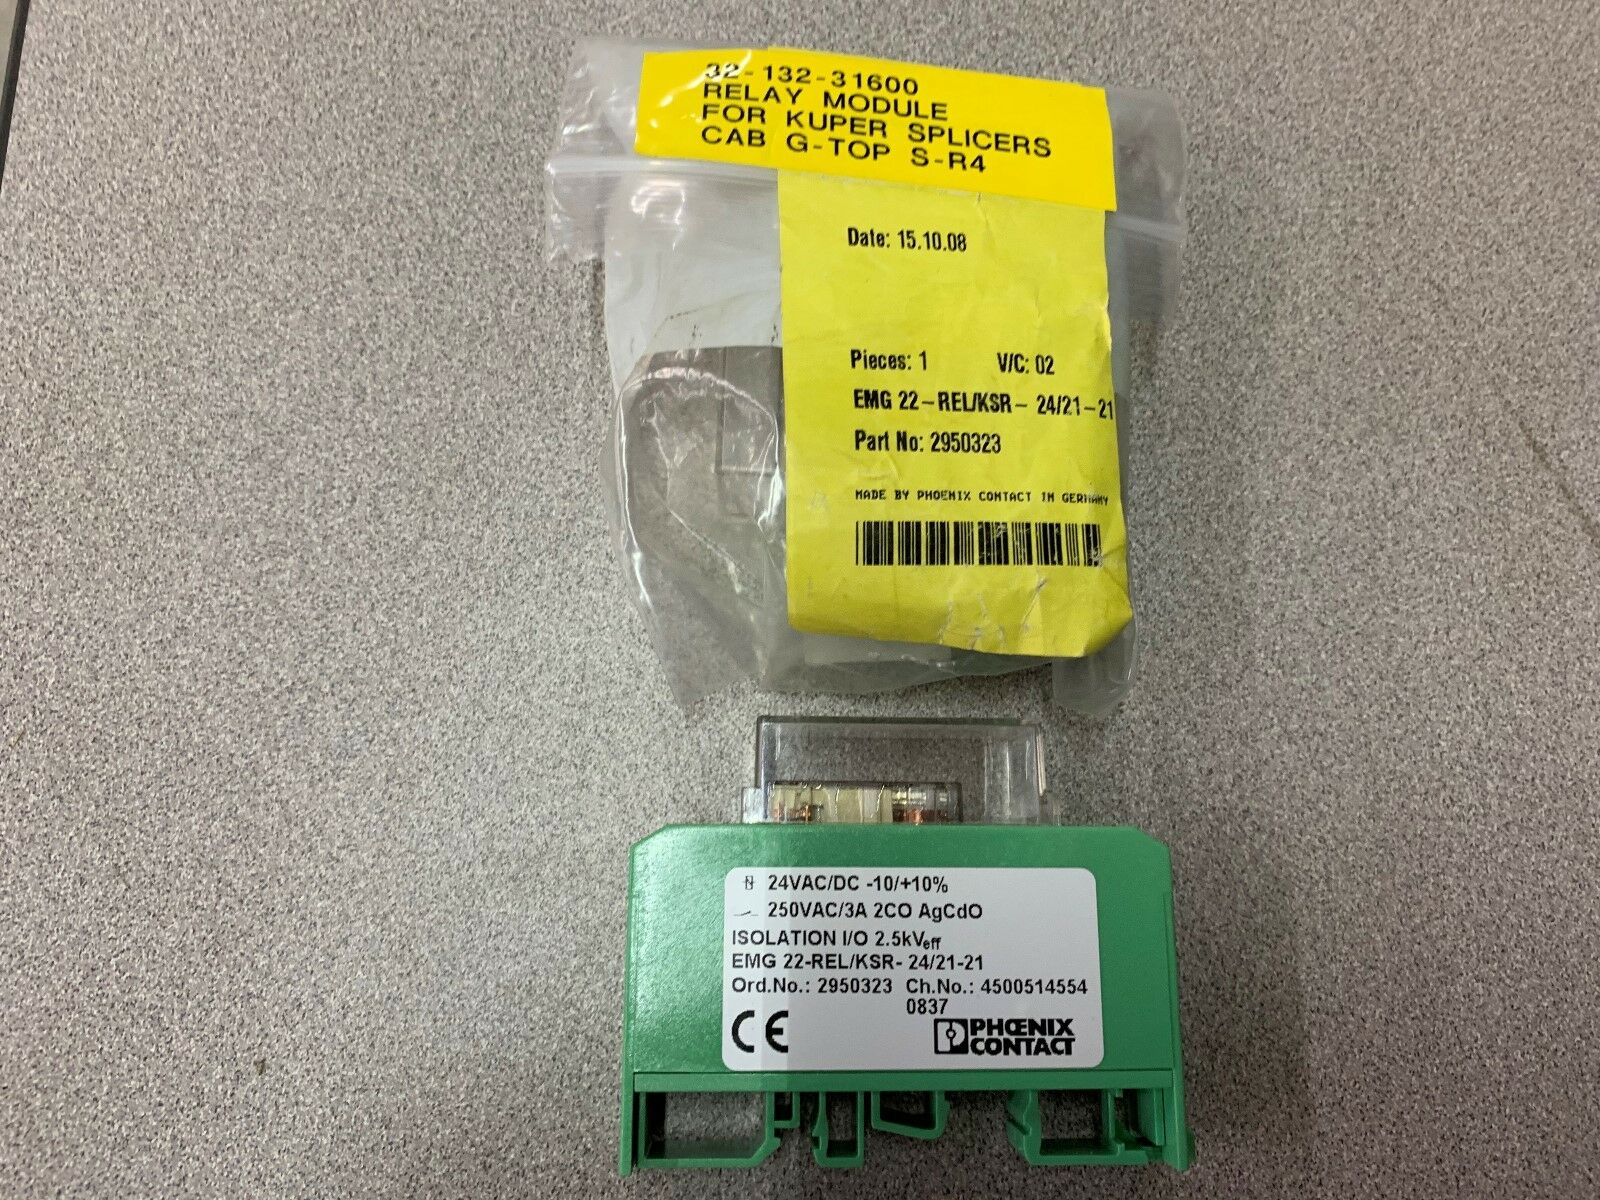 32-132-31600
RELAY MODULE
FOR KUPER SPLICERS
CAB G-TOP S-R4
Date: 15.10.08
Pieces: 1 V/C: 02
EMG 22-REL/KSR- 24/21-21
Part No: 2950323
MADE BY PHOENIX CONTACT IN GERMANY
24VAC/DC -10/+10%
250VAC/3A 2CO AgCdO
ISOLATION I/O 2.5kVeff
EMG 22-REL/KSR- 24/21-21
Ord.No.: 2950323 Ch.No.: 4500514554
0837
CE
PHŒNIX
CONTACT